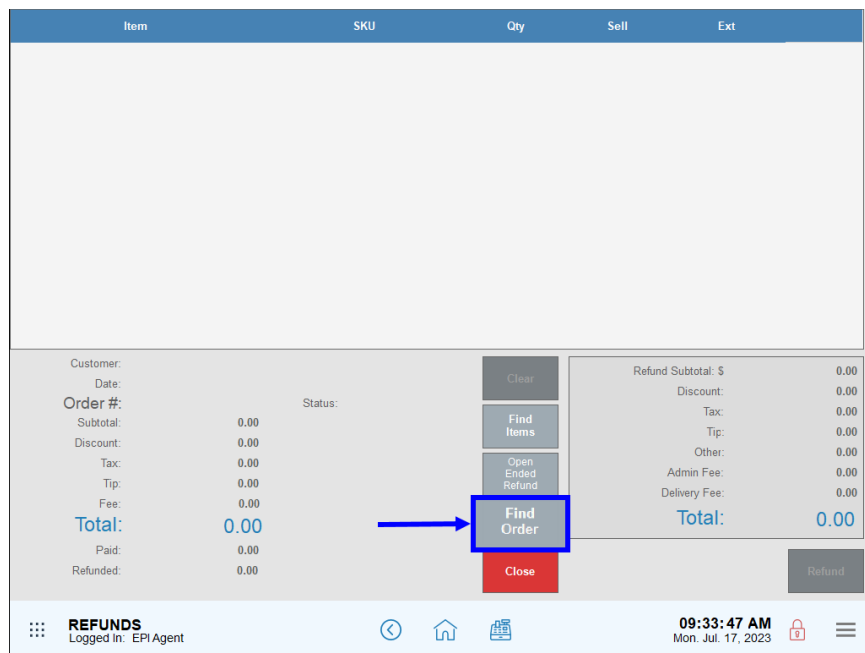 Item SKU Qty Sell Ext
Customer:
Date:
Order #: Status:
Subtotal: 0.00
Discount: 0.00
Tax: 0.00
Tip: 0.00
Fee: 0.00
Total: 0.00
Paid: 0.00
Refunded: 0.00
Clear
Find
Items
Open
Ended
Refund
Find
Order
Close
Refund Subtotal: $ 0.00
Discount: 0.00
Tax: 0.00
Tip: 0.00
Other: 0.00
Admin Fee: 0.00
Delivery Fee: 0.00
Total: 0.00
Refund
REFUNDS
Logged In: EPI Agent
09:33:47 AM
Mon. Jul. 17, 2023